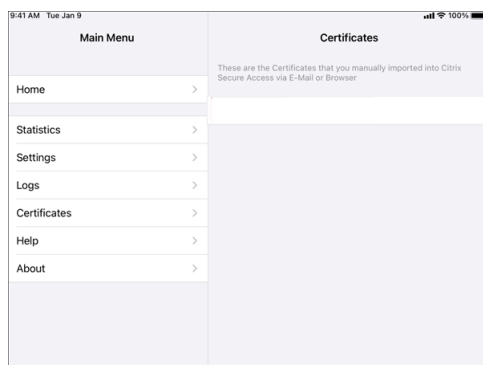 9:41 AM Tue Jan 9
100%
Main Menu
Certificates
These are the Certificates that you manually imported into Citrix
Secure Access via E-Mail or Browser
Home
Statistics
Settings
Logs
Certificates
Help
About